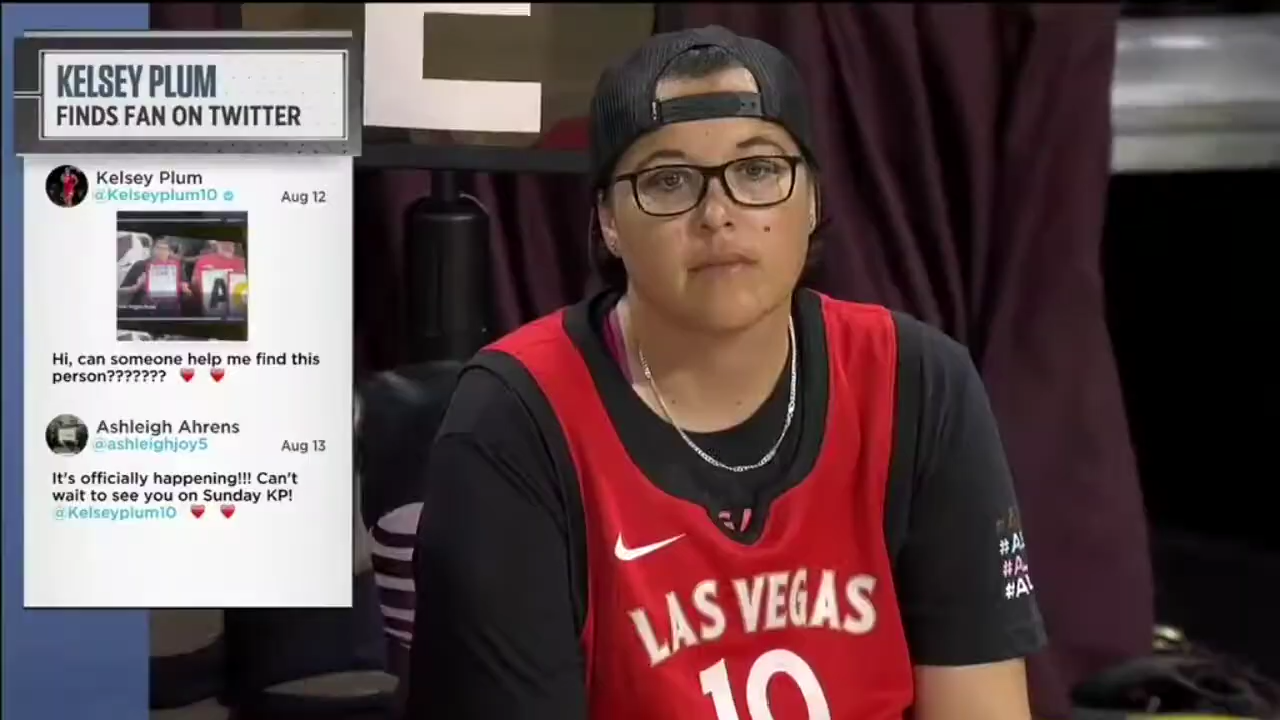 KELSEY PLUM
FINDS FAN ON TWITTER
Kelsey Plum
@Kelseyplum10
Aug 12
A
Hi, can someone help me find this
person???????
Ashleigh Ahrens
@ashleighjoy5
Aug 13
It's officially happening!!! Can't
wait to see you on Sunday KP!
@Kelseyplum10
E
LAS VEGAS
10
#A
#A
#A